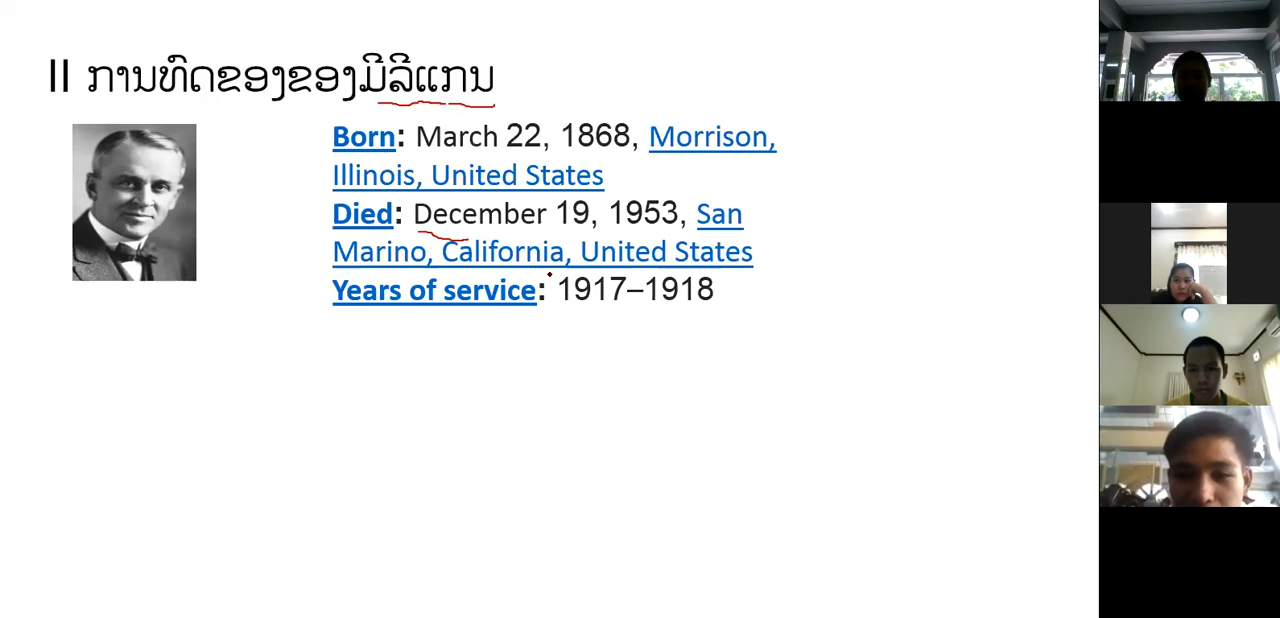 II ການທົດຂອງຂອງມີລີແກນ
Born: March 22, 1868, Morrison,
Illinois, United States
Died: December 19, 1953, San
Marino, California, United States
Years of service: 1917–1918